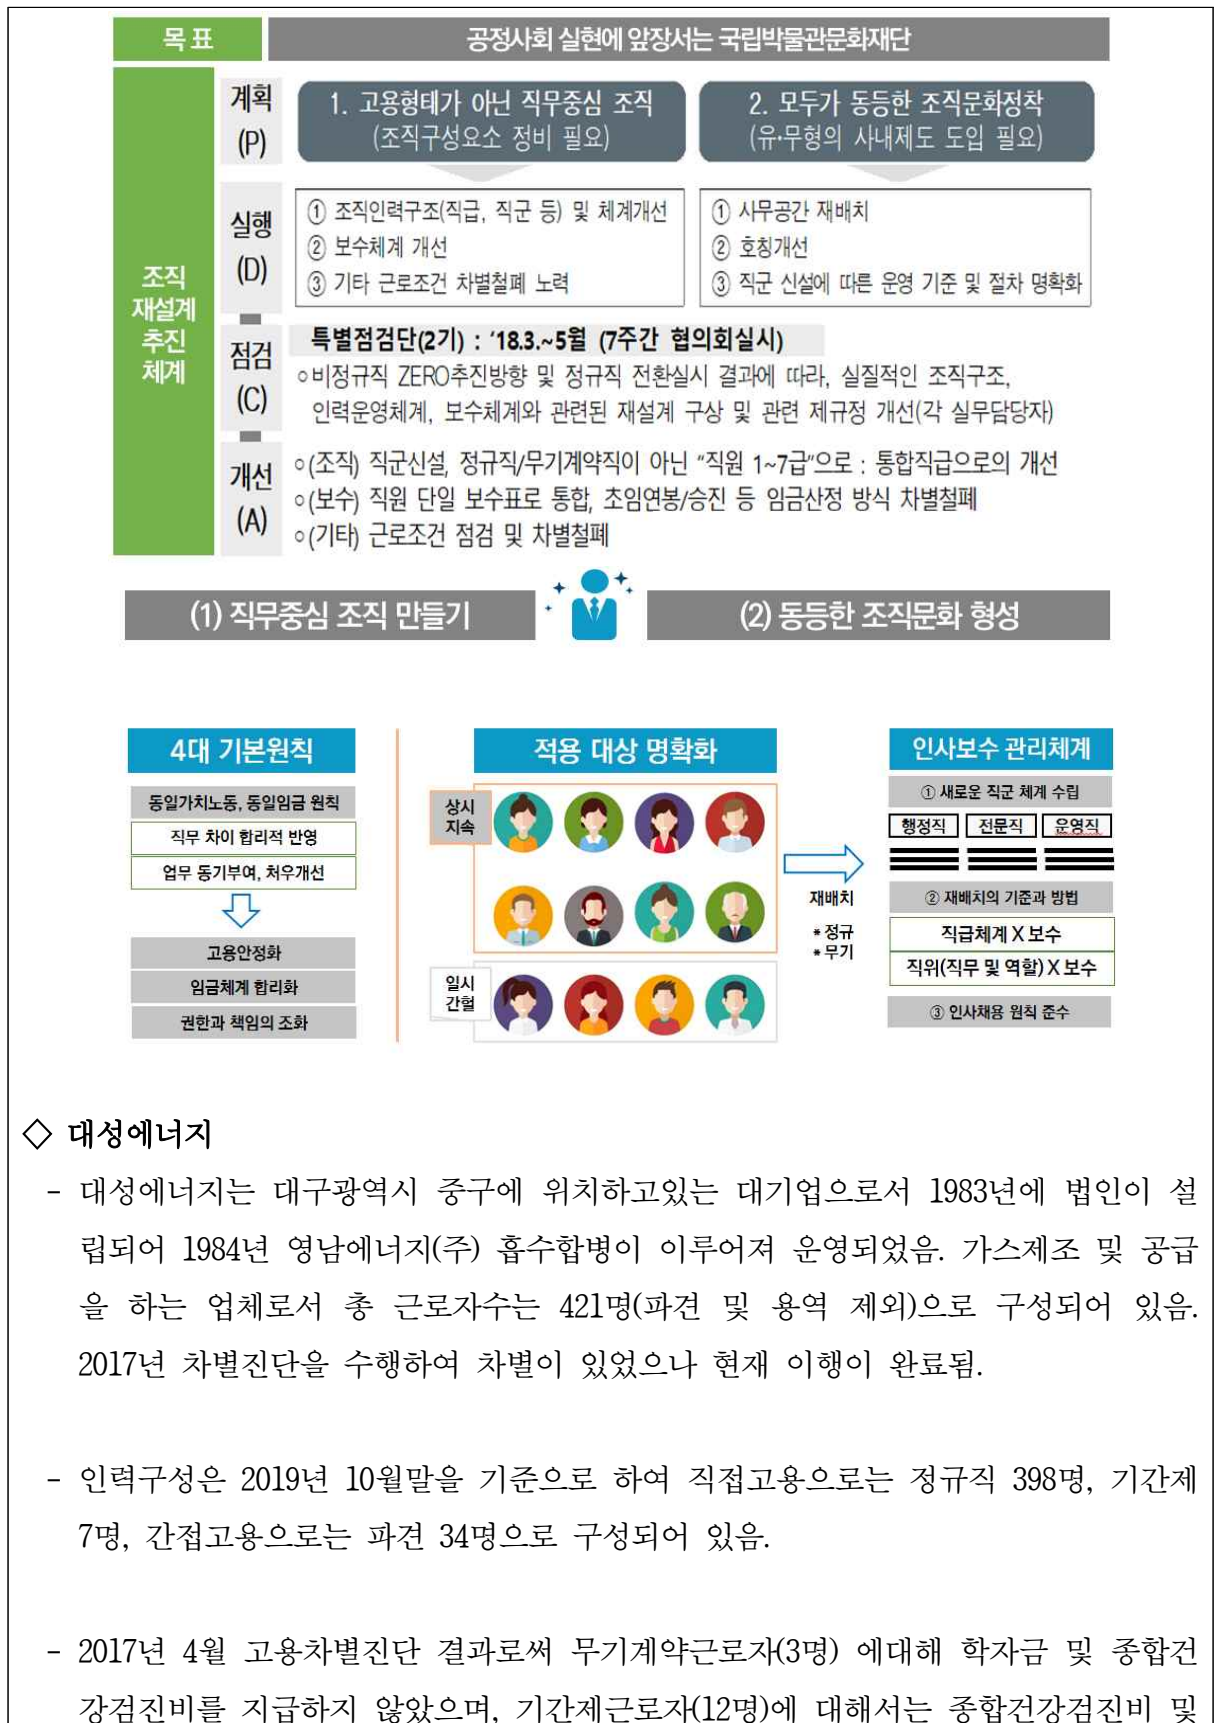 목표
공정사회 실현에 앞장서는 국립박물관문화재단
조직
재설계
추진
체계
계획
(P)
1. 고용형태가 아닌 직무중심 조직
(조직구성요소 정비 필요)
2. 모두가 동등한 조직문화정착
(유·무형의 사내제도 도입 필요)
실행
(D)
① 조직인력구조(직급, 직군 등) 및 체계개선
② 보수체계 개선
③ 기타 근로조건 차별철폐 노력
① 사무공간 재배치
② 호칭개선
③ 직군 신설에 따른 운영 기준 및 절차 명확화
점검
(C)
특별점검단(2기) : ‘18.3.~5월 (7주간 협의회실시)
○비정규직 ZERO추진방향 및 정규직 전환실시 결과에 따라, 실질적인 조직구조,
인력운영체계, 보수체계와 관련된 재설계 구상 및 관련 제규정 개선(각 실무담당자)
개선
(A)
○(조직) 직군신설, 정규직/무기계약직이 아닌 “직원 1~7급”으로 : 통합직급으로의 개선
○(보수) 직원 단일 보수표로 통합, 초임연봉/승진 등 임금산정 방식 차별철폐
○(기타) 근로조건 점검 및 차별철폐
(1) 직무중심 조직 만들기
(2) 동등한 조직문화 형성
4대 기본원칙
동일가치노동, 동일임금 원칙
직무 차이 합리적 반영
업무 동기부여, 처우개선
고용안정화
임금체계 합리화
권한과 책임의 조화
적용 대상 명확화
상시
지속
일시
간헐
재배치
* 정규
* 무기
인사보수 관리체계
① 새로운 직군 체계 수립
행정직 전문직 운영직
② 재배치의 기준과 방법
직급체계 X 보수
직위(직무 및 역할) X 보수
③ 인사채용 원칙 준수
◇ 대성에너지
- 대성에너지는 대구광역시 중구에 위치하고있는 대기업으로서 1983년에 법인이 설
립되어 1984년 영남에너지(주) 흡수합병이 이루어져 운영되었음. 가스제조 및 공급
을 하는 업체로서 총 근로자수는 421명(파견 및 용역 제외)으로 구성되어 있음.
2017년 차별진단을 수행하여 차별이 있었으나 현재 이행이 완료됨.
- 인력구성은 2019년 10월말을 기준으로 하여 직접고용으로는 정규직 398명, 기간제
7명, 간접고용으로는 파견 34명으로 구성되어 있음.
- 2017년 4월 고용차별진단 결과로써 무기계약근로자(3명) 에대해 학자금 및 종합건
강검진비를 지급하지 않았으며, 기간제근로자(12명)에 대해서는 종합건강검진비 및